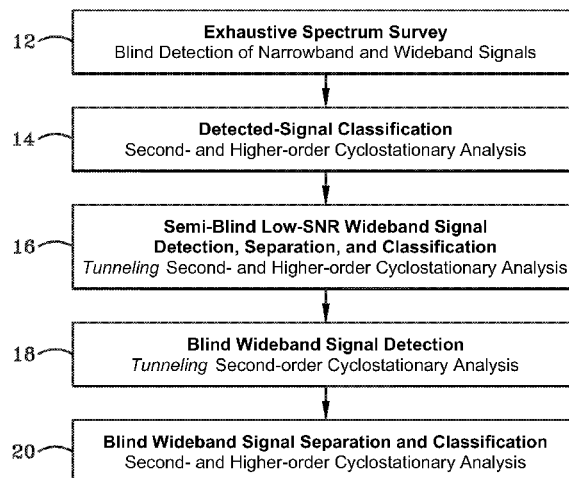 12
Exhaustive Spectrum Survey
Blind Detection of Narrowband and Wideband Signals
14
Detected-Signal Classification
Second- and Higher-order Cyclostationary Analysis
16
Semi-Blind Low-SNR Wideband Signal
Detection, Separation, and Classification
Tunneling Second- and Higher-order Cyclostationary Analysis
18
Blind Wideband Signal Detection
Tunneling Second-order Cyclostationary Analysis
20
Blind Wideband Signal Separation and Classification
Second- and Higher-order Cyclostationary Analysis